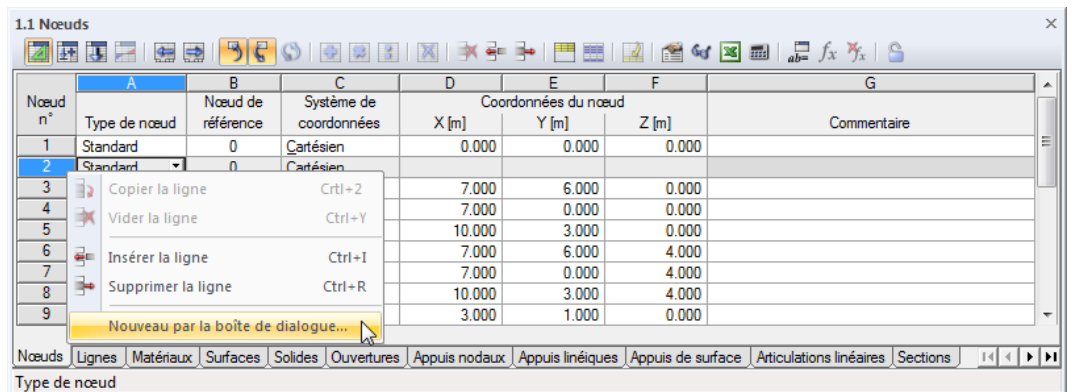 1.1 Nœuds
ab= fx fx
A B C D E F G
Nœud n° Type de nœud Nœud de référence Système de coordonnées Coordonnées du nœud X [m] Y [m] Z [m] Commentaire
1 Standard 0 Cartésien 0.000 0.000 0.000
2 Standard 0 Cartésien
3 7.000 6.000 0.000
4 7.000 0.000 0.000
5 10.000 3.000 0.000
6 7.000 6.000 4.000
7 7.000 0.000 4.000
8 10.000 3.000 4.000
9 3.000 1.000 0.000
Copier la ligne Crtl+2
Vider la ligne Ctrl+Y
Insérer la ligne Ctrl+I
Supprimer la ligne Ctrl+R
Nouveau par la boîte de dialogue...
Nœuds Lignes Matériaux Surfaces Solides Ouvertures Appuis nodaux Appuis linéiques Appuis de surface Articulations linéaires Sections
Type de nœud